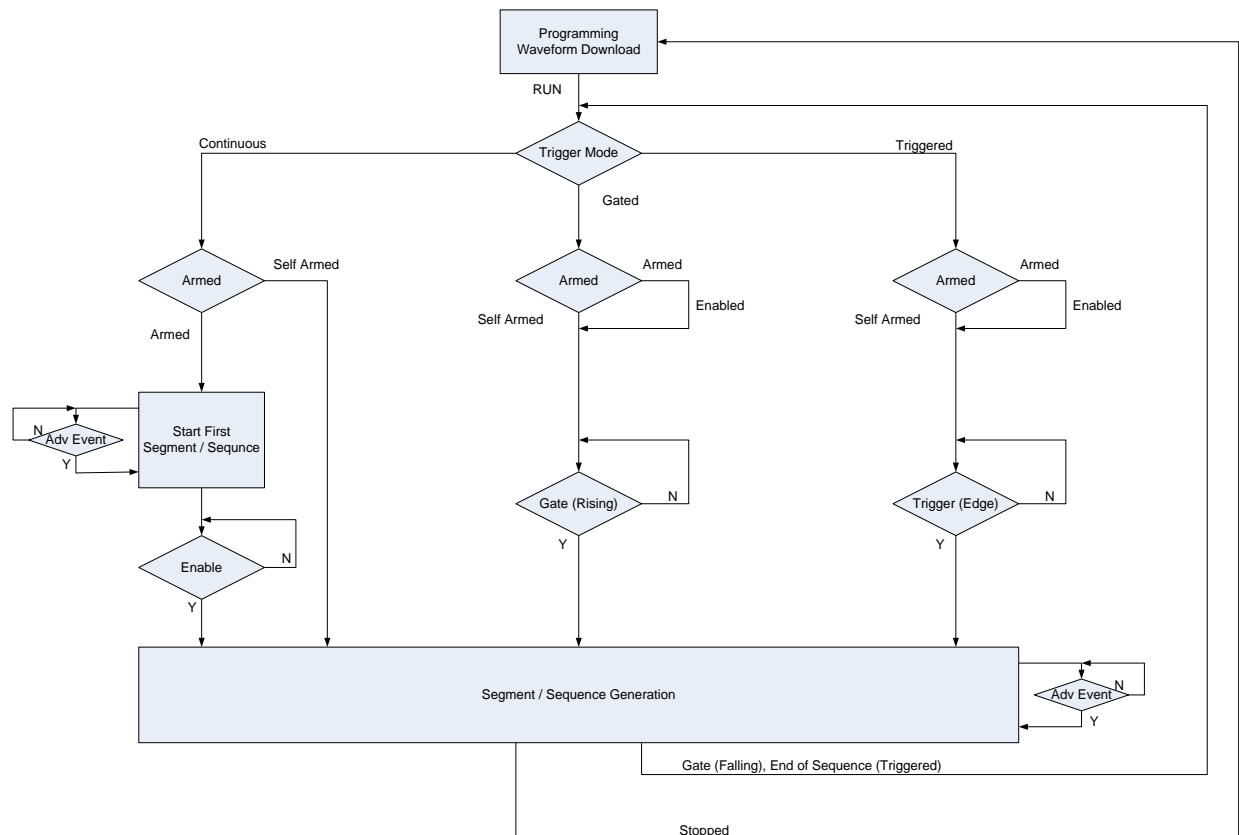 Programming
Waveform Download
RUN
Continuous
Trigger Mode
Triggered
Gated
Armed
Self Armed
Armed
Armed
Armed
Armed
Self Armed
Enabled
Self Armed
Enabled
Armed
Start First
Segment / Sequnce
N
Adv Event
Y
Gate (Rising)
N
Trigger (Edge)
N
Y
Y
Enable
N
Y
Segment / Sequence Generation
Adv Event
N
Y
Gate (Falling), End of Sequence (Triggered)
Stopped